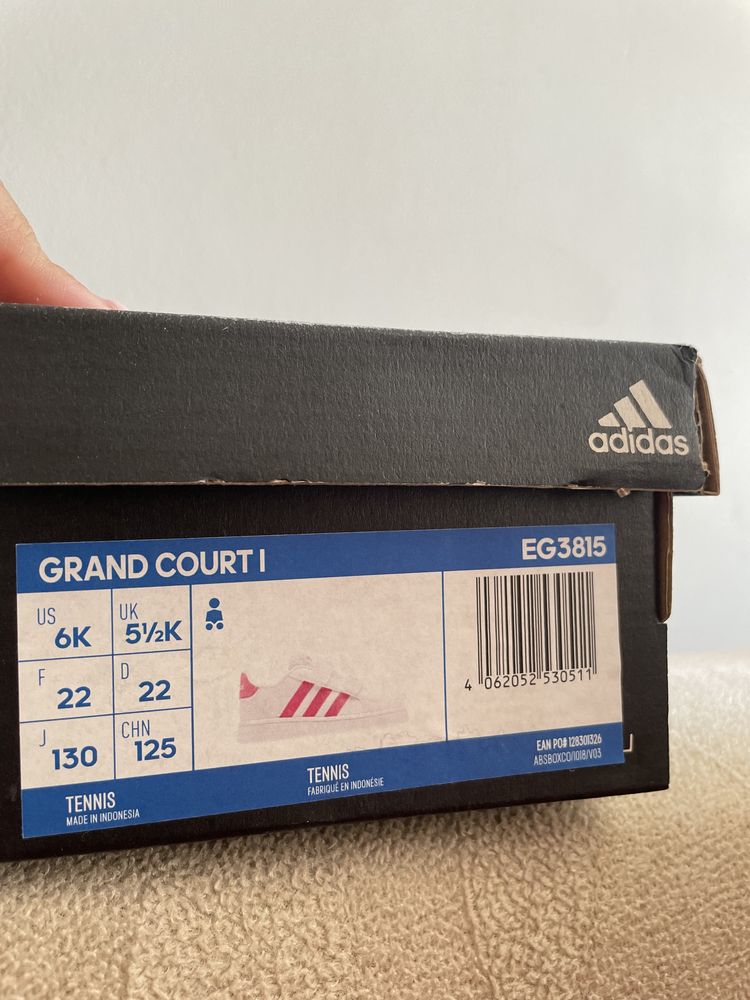 adidas
GRAND COURT I
EG3815
US
6K
UK
5½K
F
22
D
22
J
130
CHN
125
4 062052 530511
TENNIS
MADE IN INDONESIA
TENNIS
FABRIQUÉ EN INDONÉSIE
EAN PO# 128301326
ABSBOXCO/1018/V03